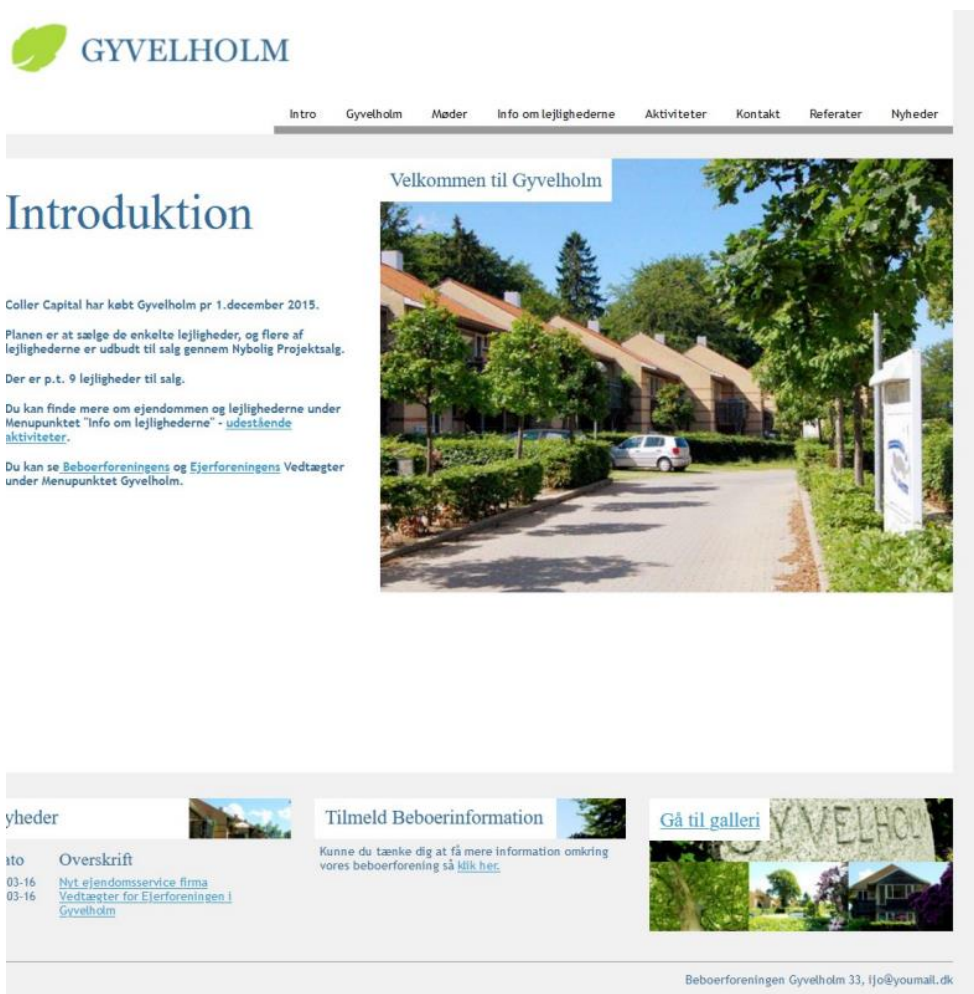 GYVELHOLM
Intro Gyvelholm Møder Info om lejlighederne Aktiviteter Kontakt Referater Nyheder
Velkommen til Gyvelholm
Introduktion
Coller Capital har købt Gyvelholm pr 1.december 2015.
Planen er at sælge de enkelte lejligheder, og flere af
lejlighederne er udbudt til salg gennem Nybolig Projektsalg.
Der er p.t. 9 lejligheder til salg.
Du kan finde mere om ejendommen og lejlighederne under
Menupunktet "Info om lejlighederne" - udestående
aktiviteter.
Du kan se Beboerforeningens og Ejerforeningens Vedtægter
under Menupunktet Gyvelholm.
yheder
ato Overskrift
03-16 Nyt ejendomsservice firma
03-16 Vedtægter for Ejerforeningen i
Gyvelholm
Tilmeld Beboerinformation
Kunne du tænke dig at få mere information omkring
vores beboerforening så klik her.
Gå til galleri
GYVELHOL
Beboerforeningen Gyvelholm 33, ijo@youmail.dk